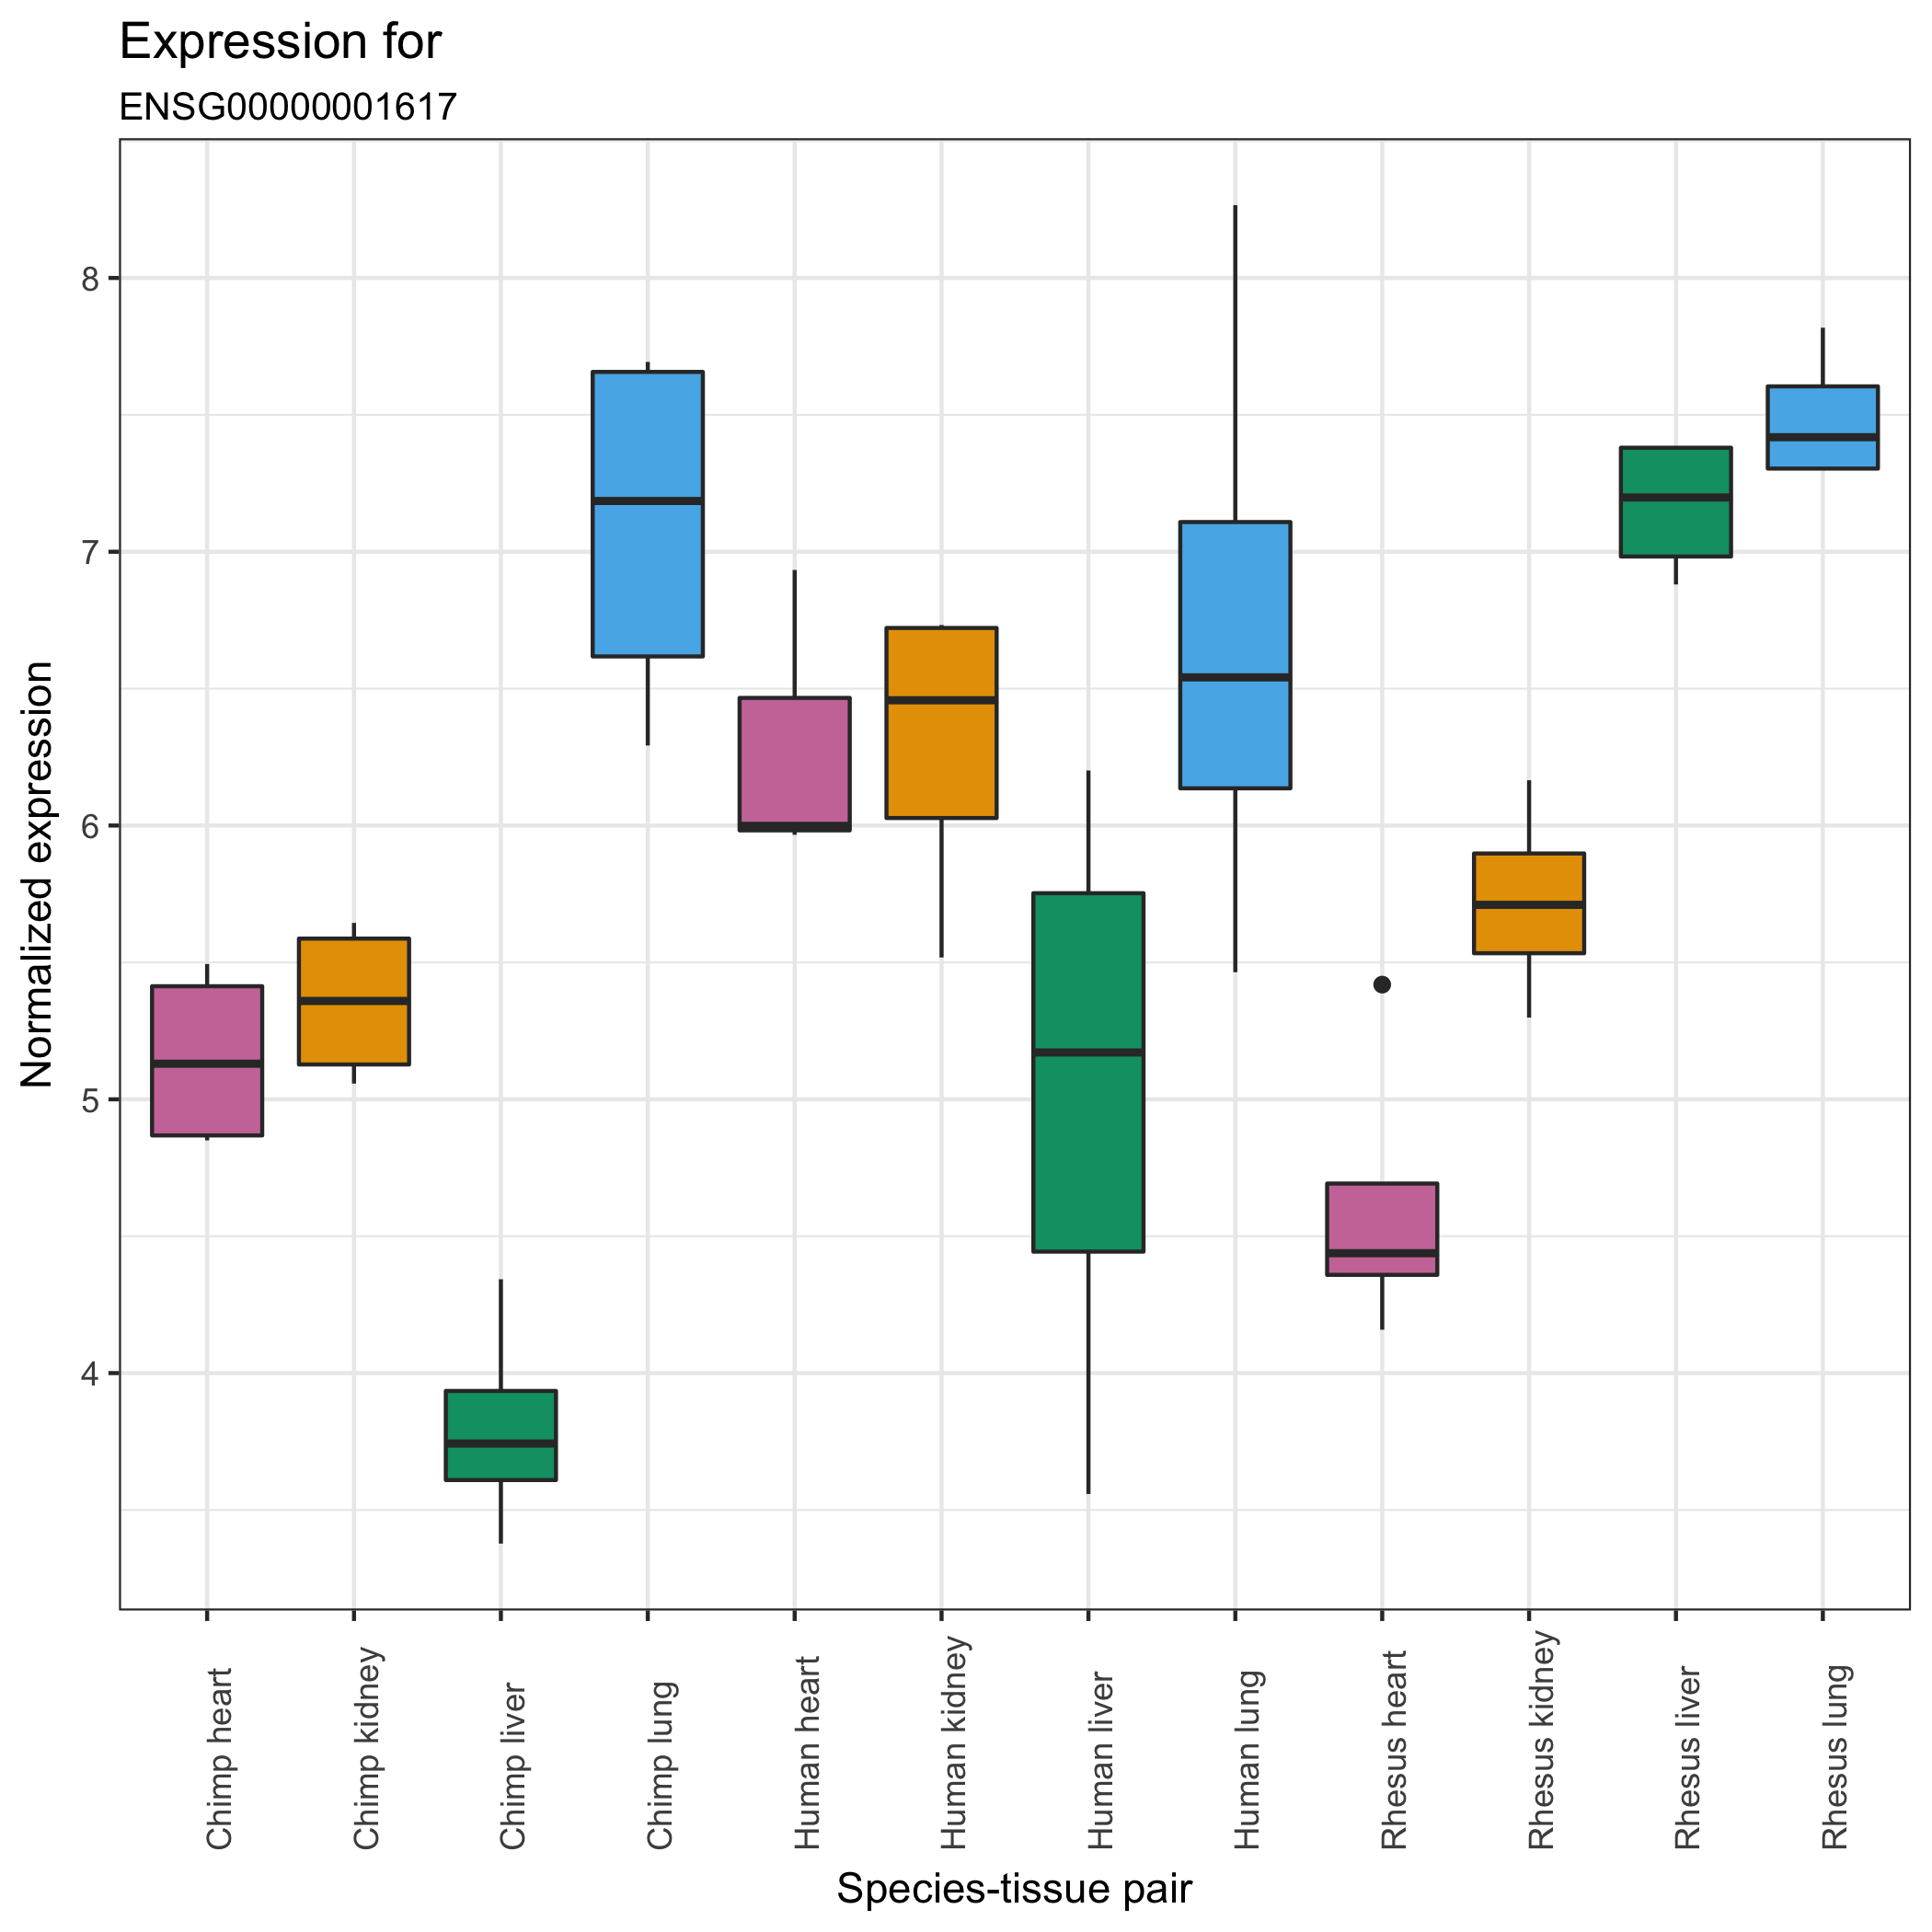 Expression for
ENSG00000001617
Normalized expression
8
7
6
5
4
Chimp heart
Chimp kidney
Chimp liver
Chimp lung
Human heart
Human kidney
Human liver
Human lung
Rhesus heart
Rhesus kidney
Rhesus liver
Rhesus lung
Species-tissue pair